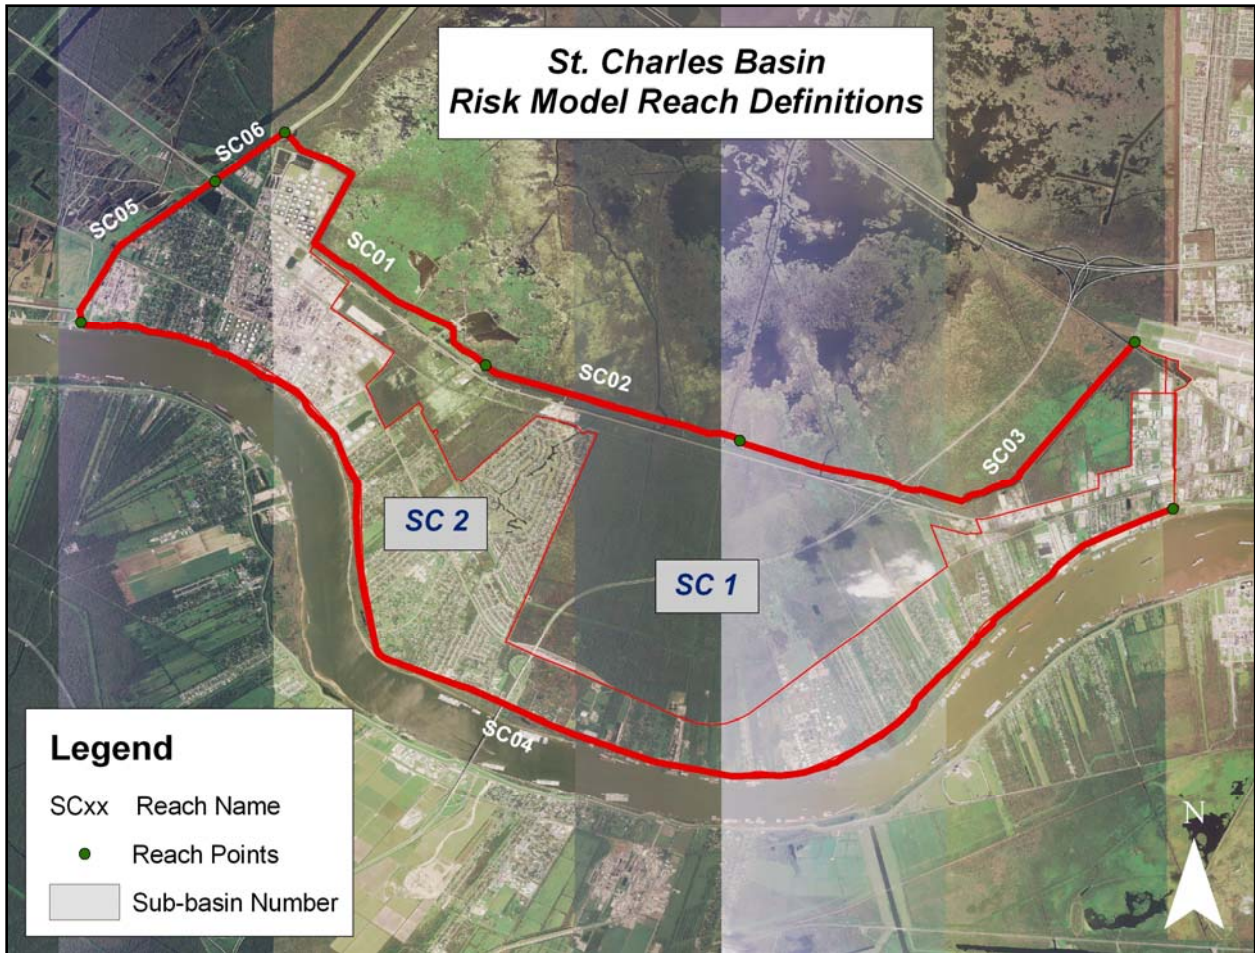 St. Charles Basin
Risk Model Reach Definitions
SC06
SC05
SC01
SC02
SC03
SC 2
SC 1
SC04
Legend
SCxx Reach Name
Reach Points
Sub-basin Number
N